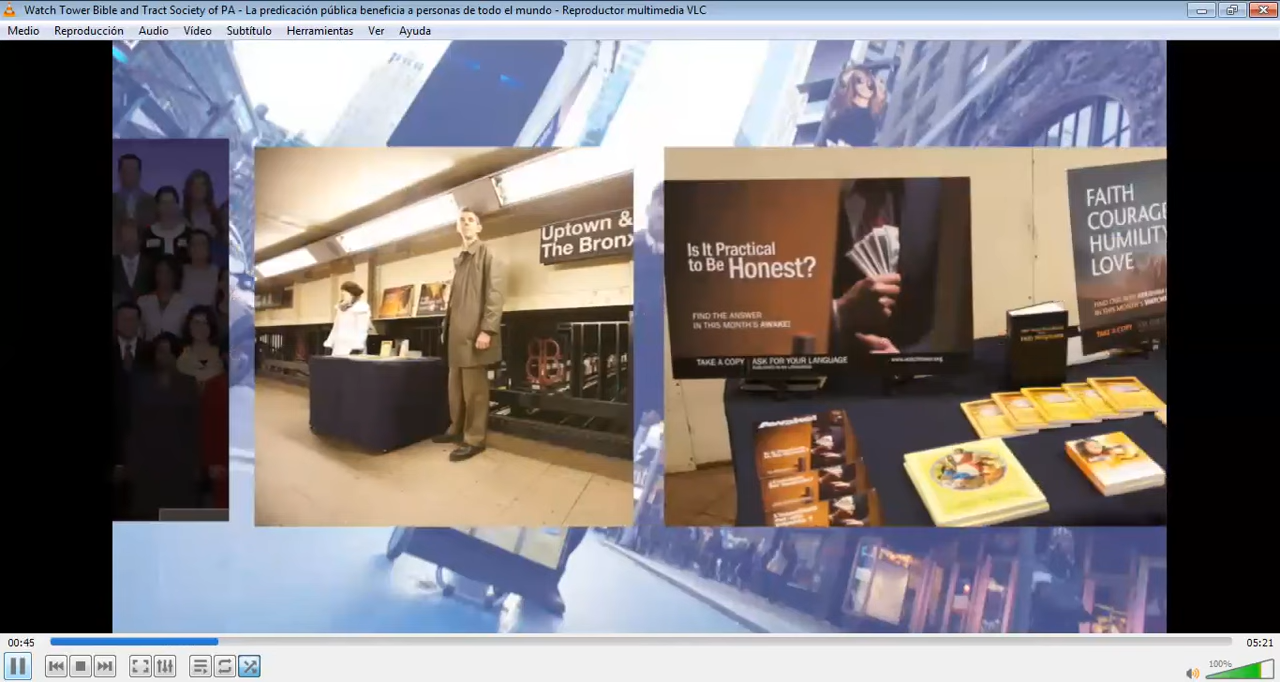 Watch Tower Bible and Tract Society of PA - La predicación pública beneficia a personas de todo el mundo - Reproductor multimedia VLC
Medio Reproducción Audio Vídeo Subtítulo Herramientas Ver Ayuda
Uptown &
The Bronx
Is It Practical
to Be Honest?
FIND THE ANSWER
IN THIS MONTH'S AWAKE!
TAKE A COPY ASK FOR YOUR LANGUAGE
FAITH
COURAGE
HUMILITY
LOVE
IN THIS MONTH'S
TAKE A COPY
00:45
05:21
100%